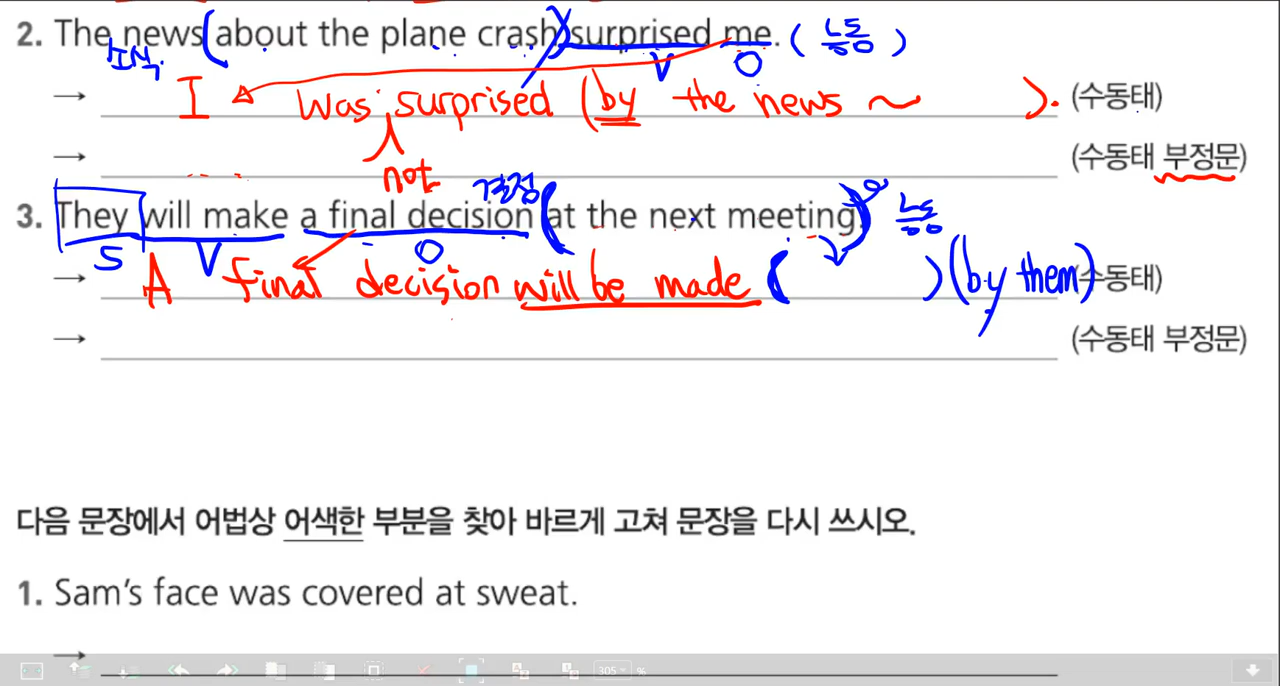 2. The news (about the plane crash) surprised me. (능동)
V O
→ I was surprised (by the news ~ ). (수동태)
→ (수동태 부정문)
not
결정
3. They will make a final decision (at the next meeting). 능동
S V O
→ A final decision will be made ( ) (by them) (수동태)
→ (수동태 부정문)
다음 문장에서 어법상 어색한 부분을 찾아 바르게 고쳐 문장을 다시 쓰시오.
1. Sam's face was covered at sweat.
→
305 %